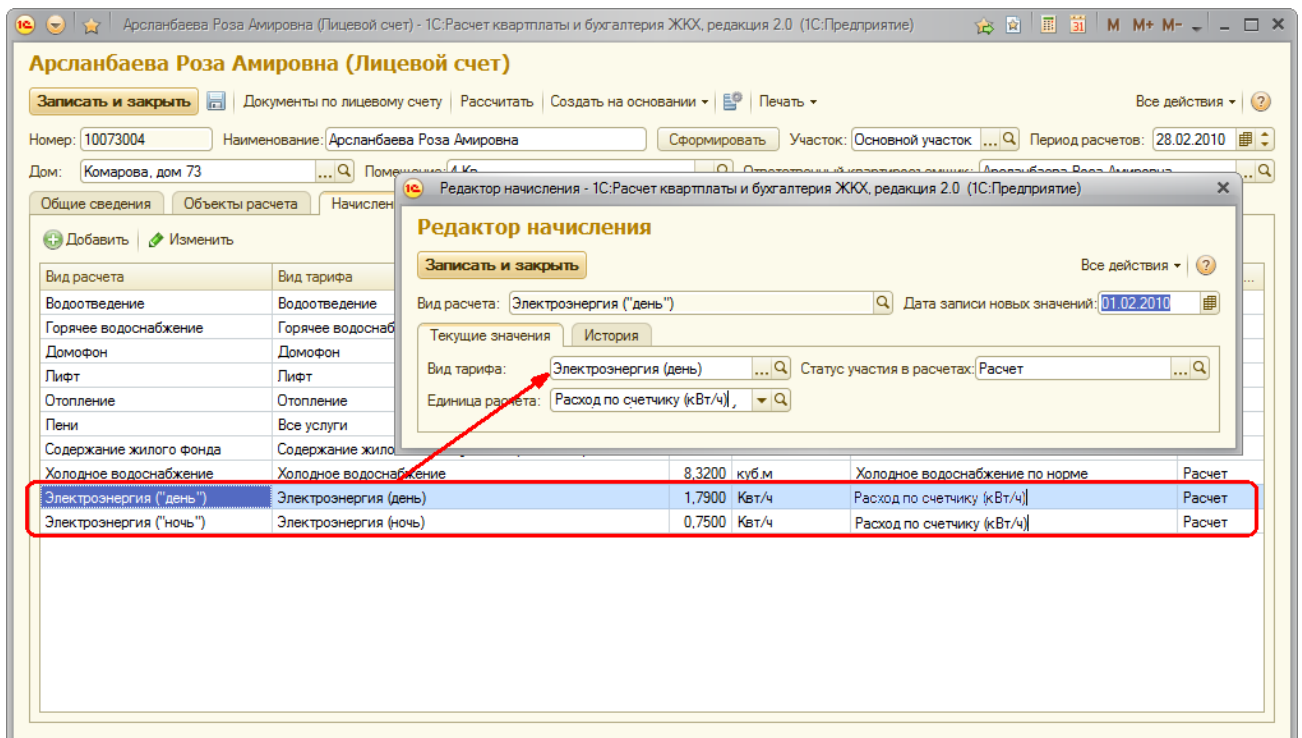 Арсланбаева Роза Амировна (Лицевой счет) - 1С:Расчет квартплаты и бухгалтерия ЖКХ, редакция 2.0 (1С:Предприятие) 31 M M+ M-
Арсланбаева Роза Амировна (Лицевой счет)
Записать и закрыть Документы по лицевому счету Рассчитать Создать на основании Печать Все действия
Номер: 10073004 Наименование: Арсланбаева Роза Амировна Сформировать Участок: Основной участок ... Период расчетов: 28.02.2010
Дом: Комарова, дом 73 ...
Общие сведения Объекты расчета Начислен
Добавить Изменить
Вид расчета Вид тарифа
Водоотведение Водоотведение
Горячее водоснабжение Горячее водоснаб
Домофон Домофон
Лифт Лифт
Отопление Отопление
Пени Все услуги
Содержание жилого фонда Содержание жило
Холодное водоснабжение Холодное водоснабжение 8,3200 куб.м Холодное водоснабжение по норме Расчет
Электроэнергия ("день") Электроэнергия (день) 1,7900 Квт/ч Расход по счетчику (кВт/ч) Расчет
Электроэнергия ("ночь") Электроэнергия (ночь) 0,7500 Квт/ч Расход по счетчику (кВт/ч) Расчет
Редактор начисления - 1С:Расчет квартплаты и бухгалтерия ЖКХ, редакция 2.0 (1С:Предприятие)
Редактор начисления
Записать и закрыть Все действия
Вид расчета: Электроэнергия ("день") Дата записи новых значений: 01.02.2010
Текущие значения История
Вид тарифа: Электроэнергия (день) ... Статус участия в расчетах: Расчет ...
Единица расчета: Расход по счетчику (кВт/ч)